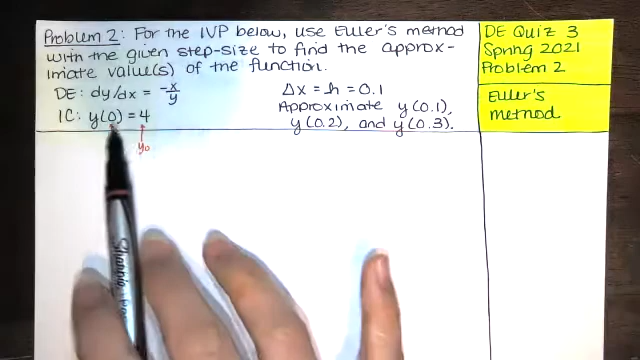 Problem 2: For the IVP below, use Euler's method
with the given step-size to find the approx-
imate value(s) of the function.
DE: dy/dx = -x/y
IC: y(0) = 4
y₀
Δx = h = 0.1
Approximate y(0.1),
y(0.2), and y(0.3).
DE Quiz 3
Spring 2021
Problem 2
Euler's
method
Sharpie